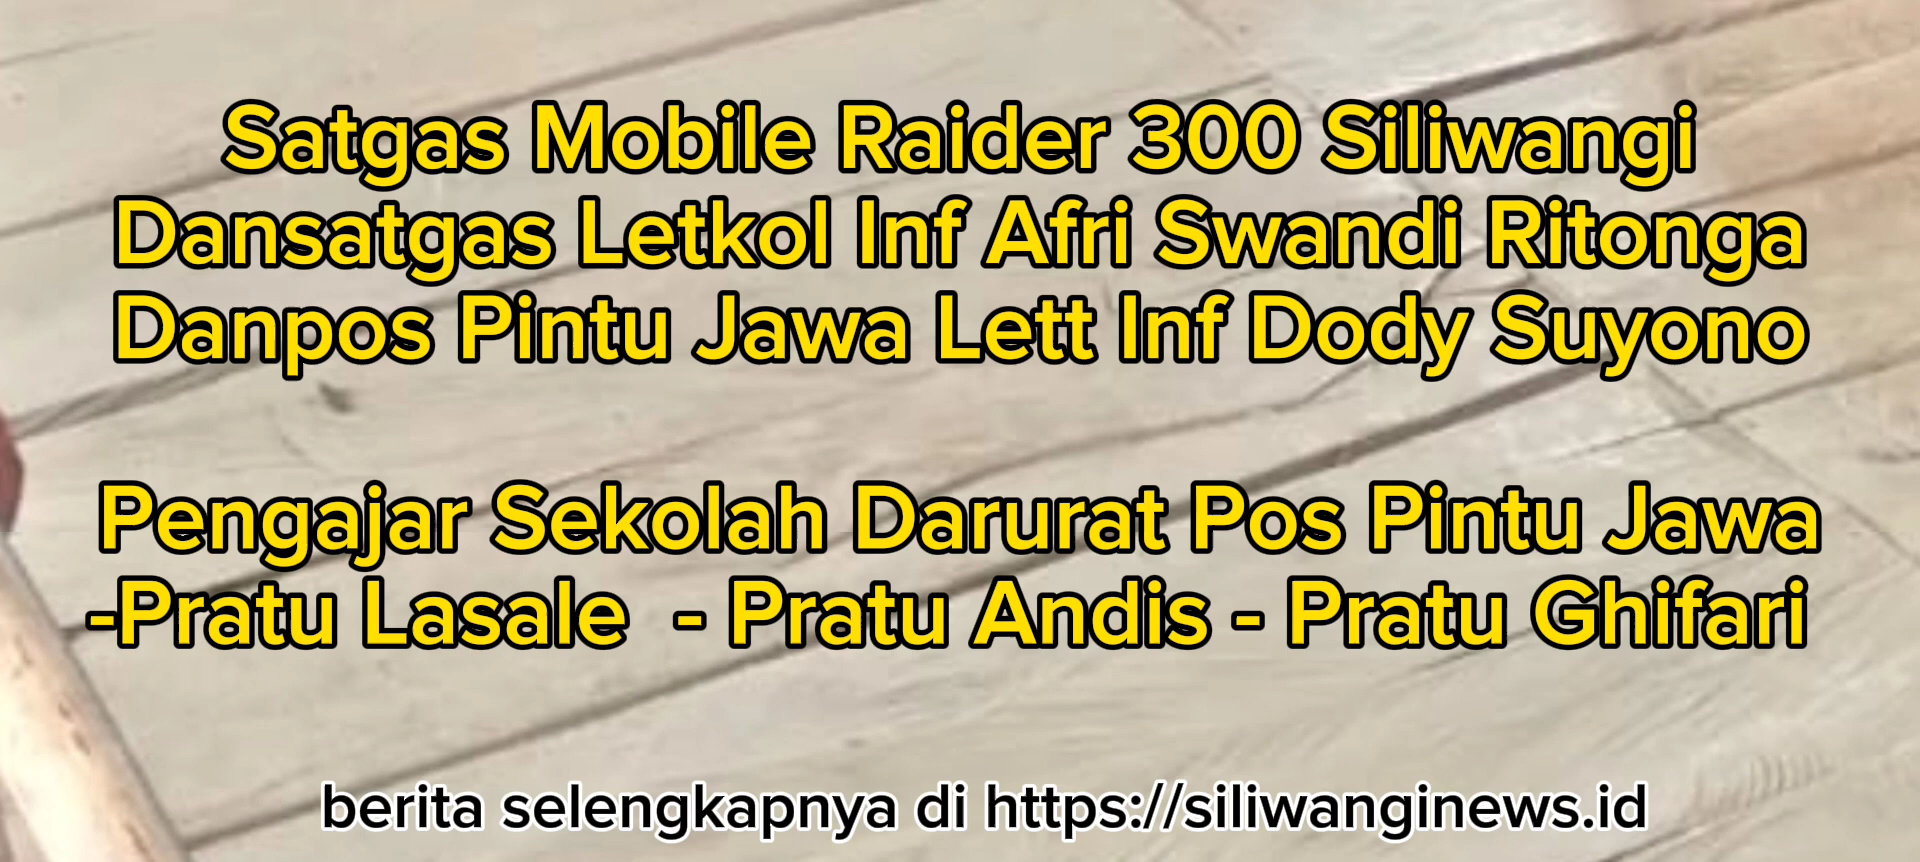 Satgas Mobile Raider 300 Siliwangi
Dansatgas Letkol Inf Afri Swandi Ritonga
Danpos Pintu Jawa Lett Inf Dody Suyono
Pengajar Sekolah Darurat Pos Pintu Jawa
-Pratu Lasale - Pratu Andis - Pratu Ghifari
berita selengkapnya di https://siliwanginews.id